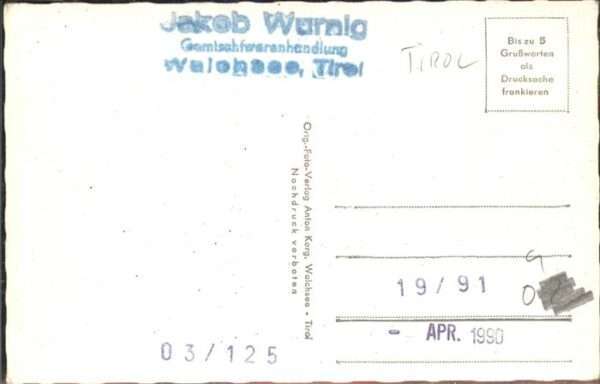 Jakob Wurnig
Gemischtwarenhandlung
Walchsee, Tirol
TIROL
Bis zu 5
Grußworten
als
Drucksache
frankieren
Orig.-Foto-Verlag Anton Karg, Walchsee • Tirol
Nachdruck verboten
9
19/91
- APR. 1990
03/125